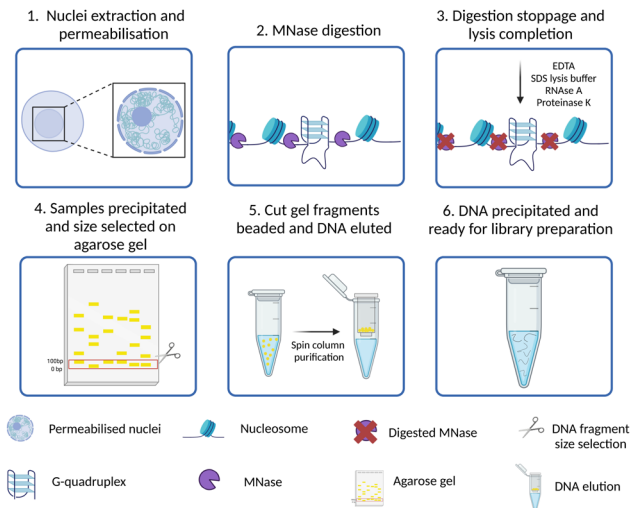 1. Nuclei extraction and
permeabilisation
2. MNase digestion
3. Digestion stoppage and
lysis completion
EDTA
SDS lysis buffer
RNAse A
Proteinase K
4. Samples precipitated
and size selected on
agarose gel
5. Cut gel fragments
beaded and DNA eluted
6. DNA precipitated and
ready for library preparation
100bp
0 bp
Spin column
purification
Permeabilised nuclei
Nucleosome
Digested MNase
DNA fragment
size selection
G-quadruplex
MNase
Agarose gel
DNA elution